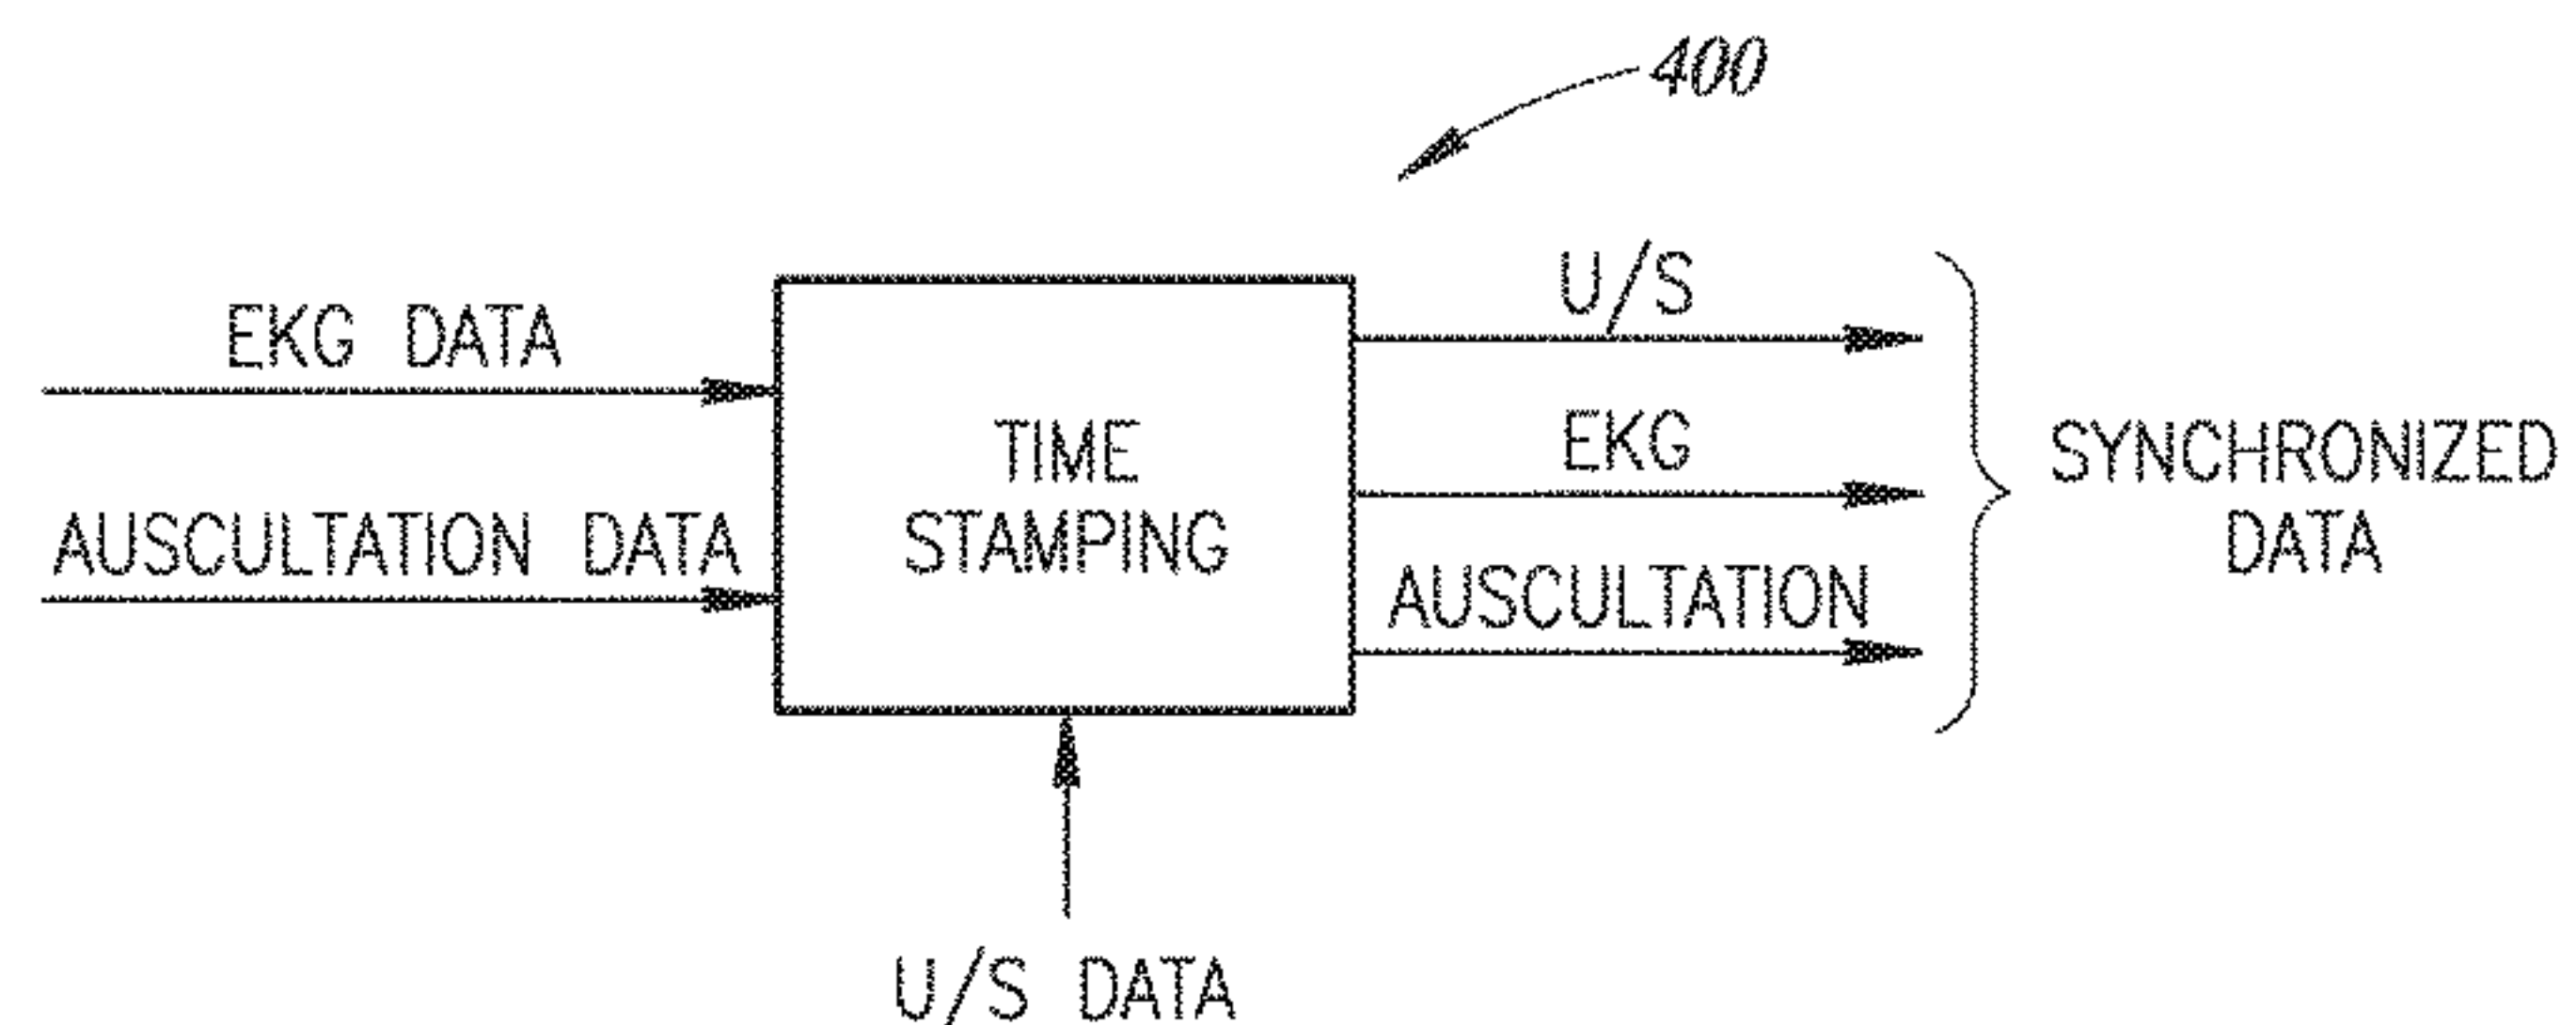 400
EKG DATA
AUSCULTATION DATA
TIME
STAMPING
U/S
EKG
AUSCULTATION
SYNCHRONIZED
DATA
U/S DATA